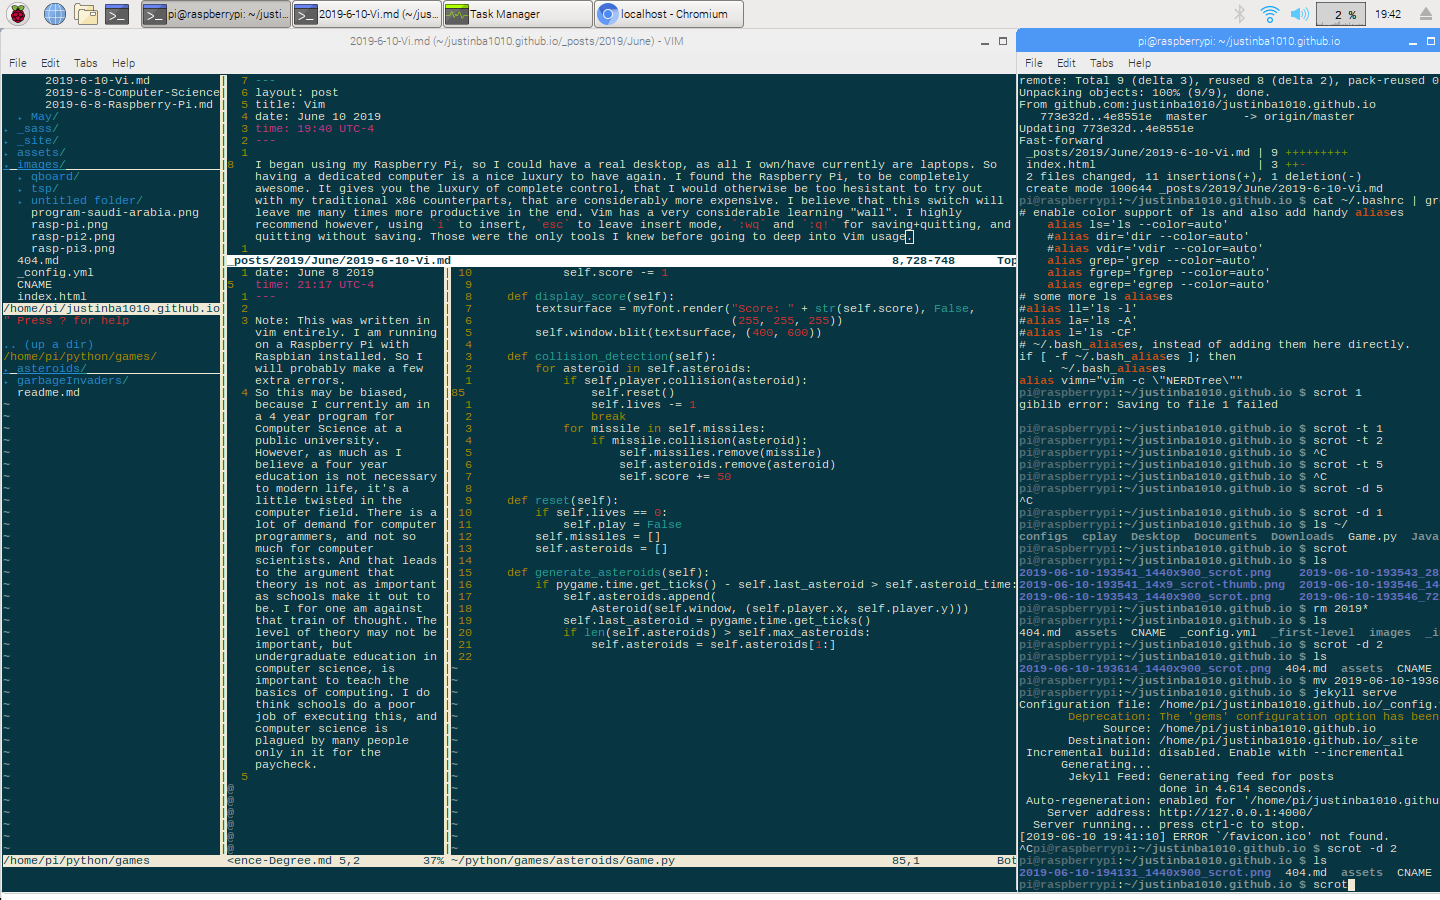 pi@raspberrypi: ~/justi...
2019-6-10-Vi.md (~/jus...
Task Manager
localhost - Chromium
2 %
19:42
2019-6-10-Vi.md (~/justinba1010.github.io/_posts/2019/June) - VIM
File Edit Tabs Help
2019-6-10-Vi.md
2019-6-8-Computer-Science
2019-6-8-Raspberry-Pi.md
. May/
. _sass/
. _site/
. assets/
. images/
. qboard/
. tsp/
. untitled folder/
program-saudi-arabia.png
rasp-pi.png
rasp-pi2.png
rasp-pi3.png
404.md
_config.yml
CNAME
index.html
/home/pi/justinba1010.github.io
" Press ? for help
.. (up a dir)
/home/pi/python/games/
. asteroids/
. garbageInvaders/
readme.md
/home/pi/python/games
7 ---
6 layout: post
5 title: Vim
4 date: June 10 2019
3 time: 19:40 UTC-4
2 ---
1
8 I began using my Raspberry Pi, so I could have a real desktop, as all I own/have currently are laptops. So
having a dedicated computer is a nice luxury to have again. I found the Raspberry Pi, to be completely
awesome. It gives you the luxury of complete control, that I would otherwise be too hesistant to try out
with my traditional x86 counterparts, that are considerably more expensive. I believe that this switch will
leave me many times more productive in the end. Vim has a very considerable learning "wall". I highly
recommend however, using `i` to insert, `esc` to leave insert mode, `:wq` and `:q!` for saving+quitting, and
quitting without saving. Those were the only tools I knew before going to deep into Vim usage.
1
_posts/2019/June/2019-6-10-Vi.md 8,728-748 Top
1 date: June 8 2019
5 time: 21:17 UTC-4
1 ---
2
3 Note: This was written in
vim entirely. I am running
on a Raspberry Pi with
Raspbian installed. So I
will probably make a few
extra errors.
4 So this may be biased,
because I currently am in
a 4 year program for
Computer Science at a
public university.
However, as much as I
believe a four year
education is not necessary
to modern life, it's a
little twisted in the
computer field. There is a
lot of demand for computer
programmers, and not so
much for computer
scientists. And that leads
to the argument that
theory is not as important
as schools make it out to
be. I for one am against
that train of thought. The
level of theory may not be
important, but
undergraduate education in
computer science, is
important to teach the
basics of computing. I do
think schools do a poor
job of executing this, and
computer science is
plagued by many people
only in it for the
paycheck.
5
@
@
@
@
@
@
<ence-Degree.md 5,2 37%
10 self.score -= 1
9
8 def display_score(self):
7 textsurface = myfont.render("Score: " + str(self.score), False,
6 (255, 255, 255))
5 self.window.blit(textsurface, (400, 600))
4
3 def collision_detection(self):
2 for asteroid in self.asteroids:
1 if self.player.collision(asteroid):
85 self.reset()
1 self.lives -= 1
2 break
3 for missile in self.missiles:
4 if missile.collision(asteroid):
5 self.missiles.remove(missile)
6 self.asteroids.remove(asteroid)
7 self.score += 50
8
9 def reset(self):
10 if self.lives == 0:
11 self.play = False
12 self.missiles = []
13 self.asteroids = []
14
15 def generate_asteroids(self):
16 if pygame.time.get_ticks() - self.last_asteroid > self.asteroid_time:
17 self.asteroids.append(
18 Asteroid(self.window, (self.player.x, self.player.y)))
19 self.last_asteroid = pygame.time.get_ticks()
20 if len(self.asteroids) > self.max_asteroids:
21 self.asteroids = self.asteroids[1:]
22
~/python/games/asteroids/Game.py 85,1 Bot
pi@raspberrypi: ~/justinba1010.github.io
File Edit Tabs Help
remote: Total 9 (delta 3), reused 8 (delta 2), pack-reused 0
Unpacking objects: 100% (9/9), done.
From github.com:justinba1010/justinba1010.github.io
773e32d..4e8551e master -> origin/master
Updating 773e32d..4e8551e
Fast-forward
_posts/2019/June/2019-6-10-Vi.md | 9 +++++++++
index.html | 3 ++-
2 files changed, 11 insertions(+), 1 deletion(-)
create mode 100644 _posts/2019/June/2019-6-10-Vi.md
pi@raspberrypi:~/justinba1010.github.io $ cat ~/.bashrc | gr
# enable color support of ls and also add handy aliases
alias ls='ls --color=auto'
#alias dir='dir --color=auto'
#alias vdir='vdir --color=auto'
alias grep='grep --color=auto'
alias fgrep='fgrep --color=auto'
alias egrep='egrep --color=auto'
# some more ls aliases
#alias ll='ls -l'
#alias la='ls -A'
#alias l='ls -CF'
# ~/.bash_aliases, instead of adding them here directly.
if [ -f ~/.bash_aliases ]; then
. ~/.bash_aliases
alias vimn="vim -c \"NERDTree\""
pi@raspberrypi:~/justinba1010.github.io $ scrot 1
giblib error: Saving to file 1 failed
pi@raspberrypi:~/justinba1010.github.io $ scrot -t 1
pi@raspberrypi:~/justinba1010.github.io $ scrot -t 2
pi@raspberrypi:~/justinba1010.github.io $ ^C
pi@raspberrypi:~/justinba1010.github.io $ scrot -t 5
pi@raspberrypi:~/justinba1010.github.io $ ^C
pi@raspberrypi:~/justinba1010.github.io $ scrot -d 5
^C
pi@raspberrypi:~/justinba1010.github.io $ scrot -d 1
pi@raspberrypi:~/justinba1010.github.io $ ls ~/
configs cplay Desktop Documents Downloads Game.py Java
pi@raspberrypi:~/justinba1010.github.io $ scrot
pi@raspberrypi:~/justinba1010.github.io $ ls
2019-06-10-193541_1440x900_scrot.png 2019-06-10-193543_28
2019-06-10-193541_14x9_scrot-thumb.png 2019-06-10-193546_144
2019-06-10-193543_1440x900_scrot.png 2019-06-10-193546_72
pi@raspberrypi:~/justinba1010.github.io $ rm 2019*
pi@raspberrypi:~/justinba1010.github.io $ ls
404.md assets CNAME _config.yml _first-level images _i
pi@raspberrypi:~/justinba1010.github.io $ scrot -d 2
pi@raspberrypi:~/justinba1010.github.io $ ls
2019-06-10-193614_1440x900_scrot.png 404.md assets CNAME
pi@raspberrypi:~/justinba1010.github.io $ mv 2019-06-10-1936
pi@raspberrypi:~/justinba1010.github.io $ jekyll serve
Configuration file: /home/pi/justinba1010.github.io/_config.
Deprecation: The 'gems' configuration option has been
Source: /home/pi/justinba1010.github.io
Destination: /home/pi/justinba1010.github.io/_site
Incremental build: disabled. Enable with --incremental
Generating...
Jekyll Feed: Generating feed for posts
done in 4.614 seconds.
Auto-regeneration: enabled for '/home/pi/justinba1010.githu
Server address: http://127.0.0.1:4000/
Server running... press ctrl-c to stop.
[2019-06-10 19:41:10] ERROR `/favicon.ico' not found.
^Cpi@raspberrypi:~/justinba1010.github.io $ scrot -d 2
pi@raspberrypi:~/justinba1010.github.io $ ls
2019-06-10-194131_1440x900_scrot.png 404.md assets CNAME
pi@raspberrypi:~/justinba1010.github.io $ scrot